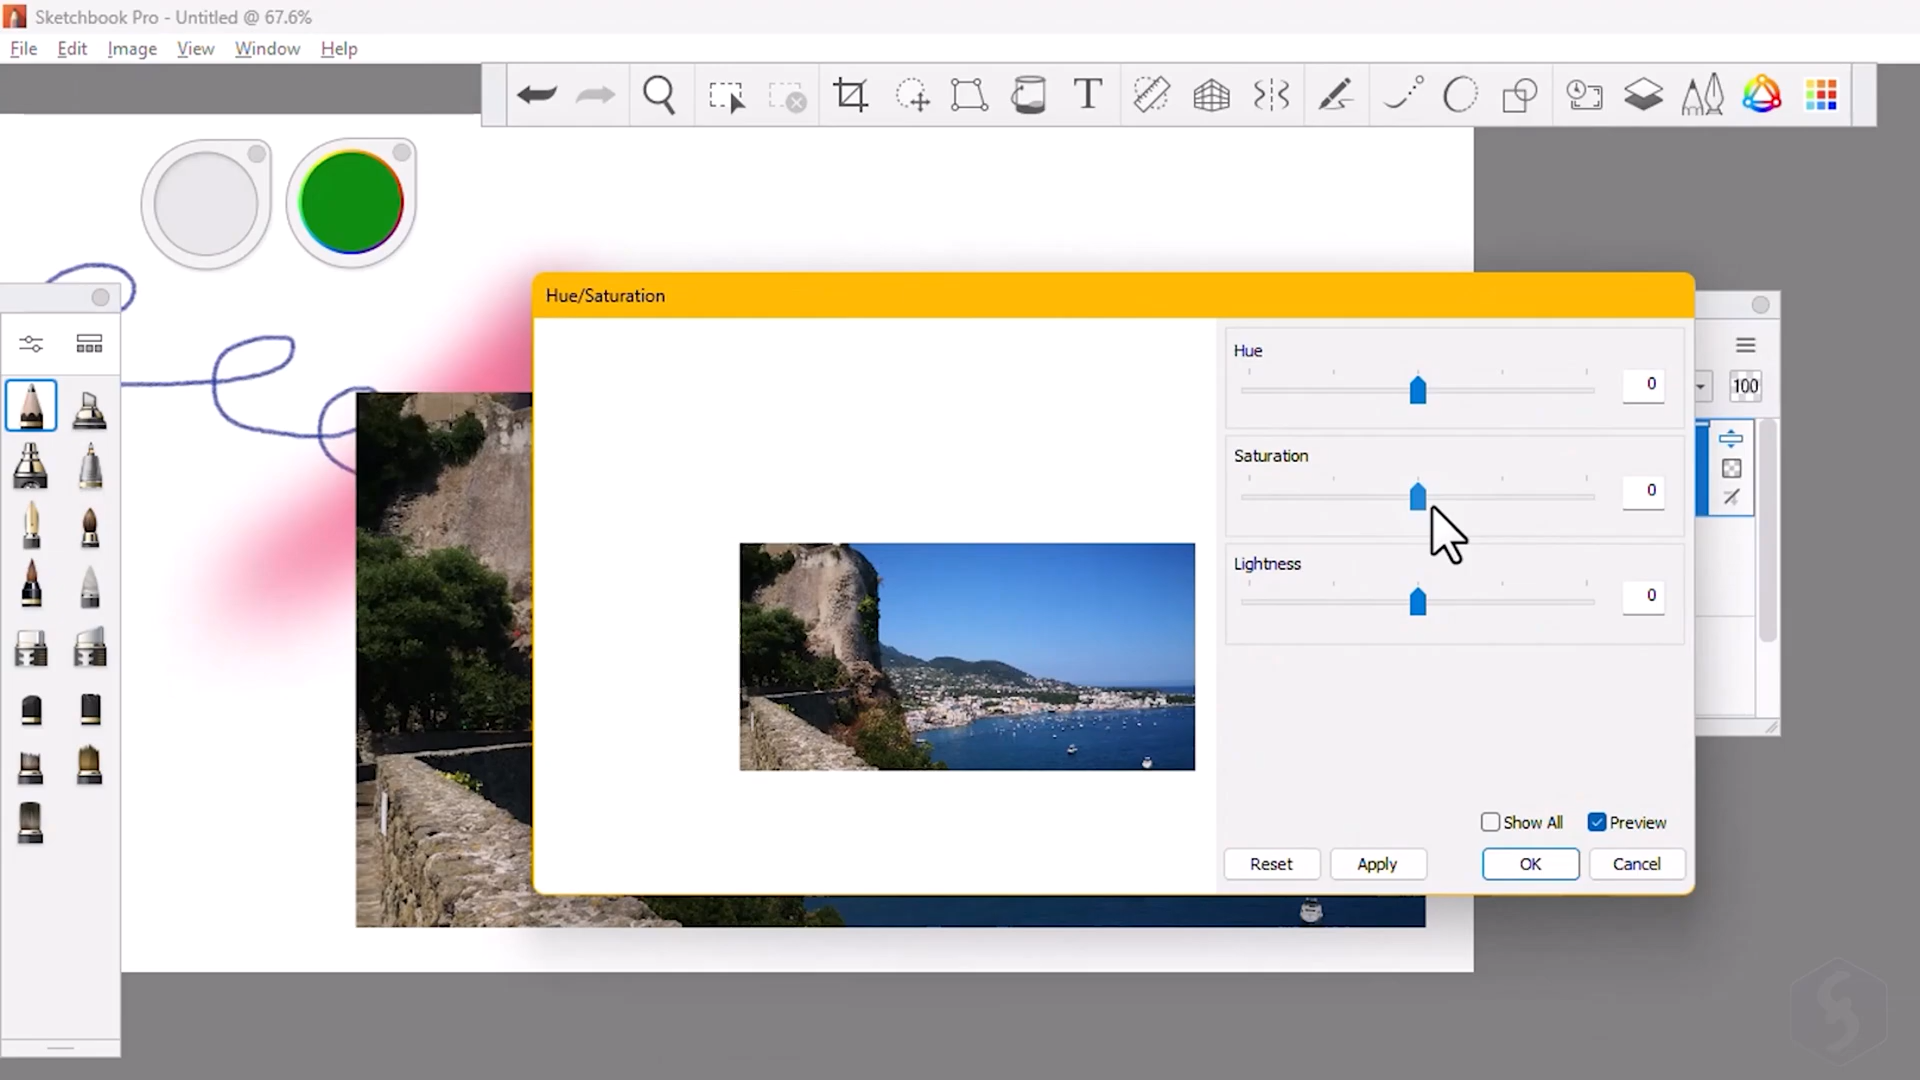 Sketchbook Pro - Untitled @ 67.6%
File Edit Image View Window Help
T
Hue/Saturation
Hue
0
100
Saturation
0
Lightness
0
Show All Preview
Reset Apply OK Cancel